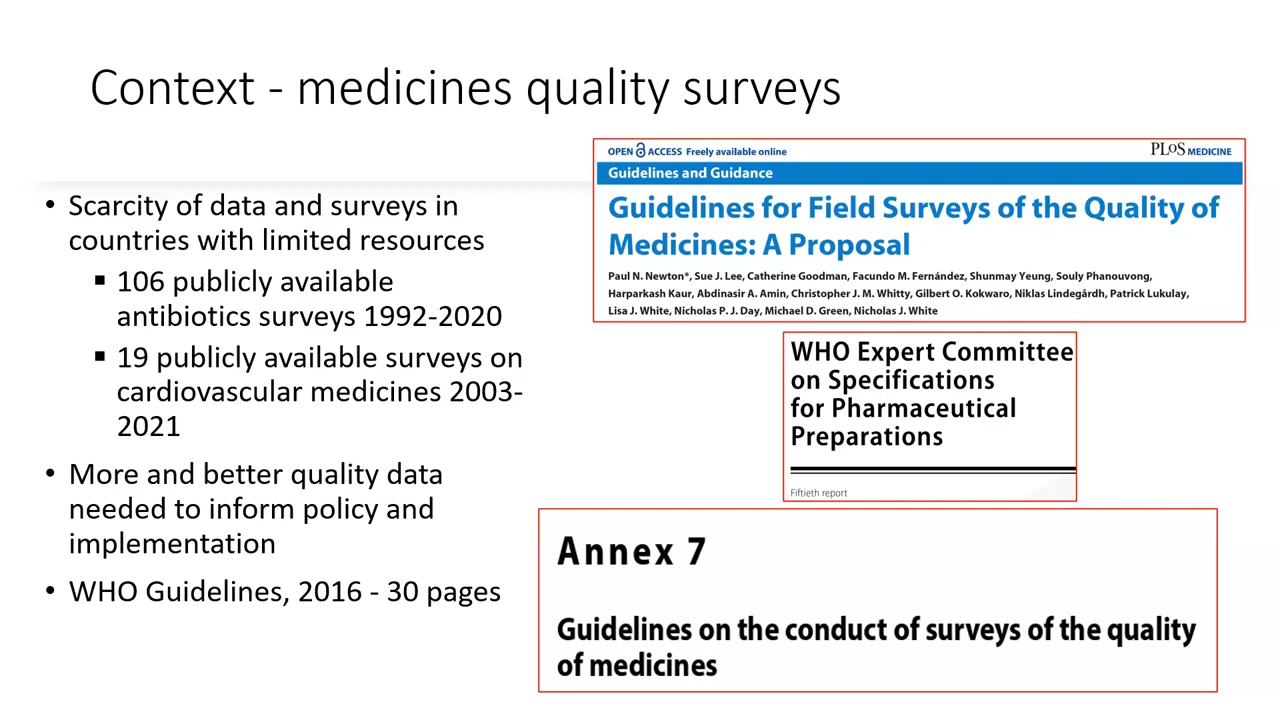 Context - medicines quality surveys
• Scarcity of data and surveys in
countries with limited resources
▪ 106 publicly available
antibiotics surveys 1992-2020
▪ 19 publicly available surveys on
cardiovascular medicines 2003-
2021
• More and better quality data
needed to inform policy and
implementation
• WHO Guidelines, 2016 - 30 pages
OPEN ACCESS Freely available online
PLoS MEDICINE
Guidelines and Guidance
Guidelines for Field Surveys of the Quality of
Medicines: A Proposal
Paul N. Newton*, Sue J. Lee, Catherine Goodman, Facundo M. Fernández, Shunmay Yeung, Souly Phanouvong,
Harparkash Kaur, Abdinasir A. Amin, Christopher J. M. Whitty, Gilbert O. Kokwaro, Niklas Lindegårdh, Patrick Lukulay,
Lisa J. White, Nicholas P. J. Day, Michael D. Green, Nicholas J. White
WHO Expert Committee
on Specifications
for Pharmaceutical
Preparations
Fiftieth report
Annex 7
Guidelines on the conduct of surveys of the quality
of medicines